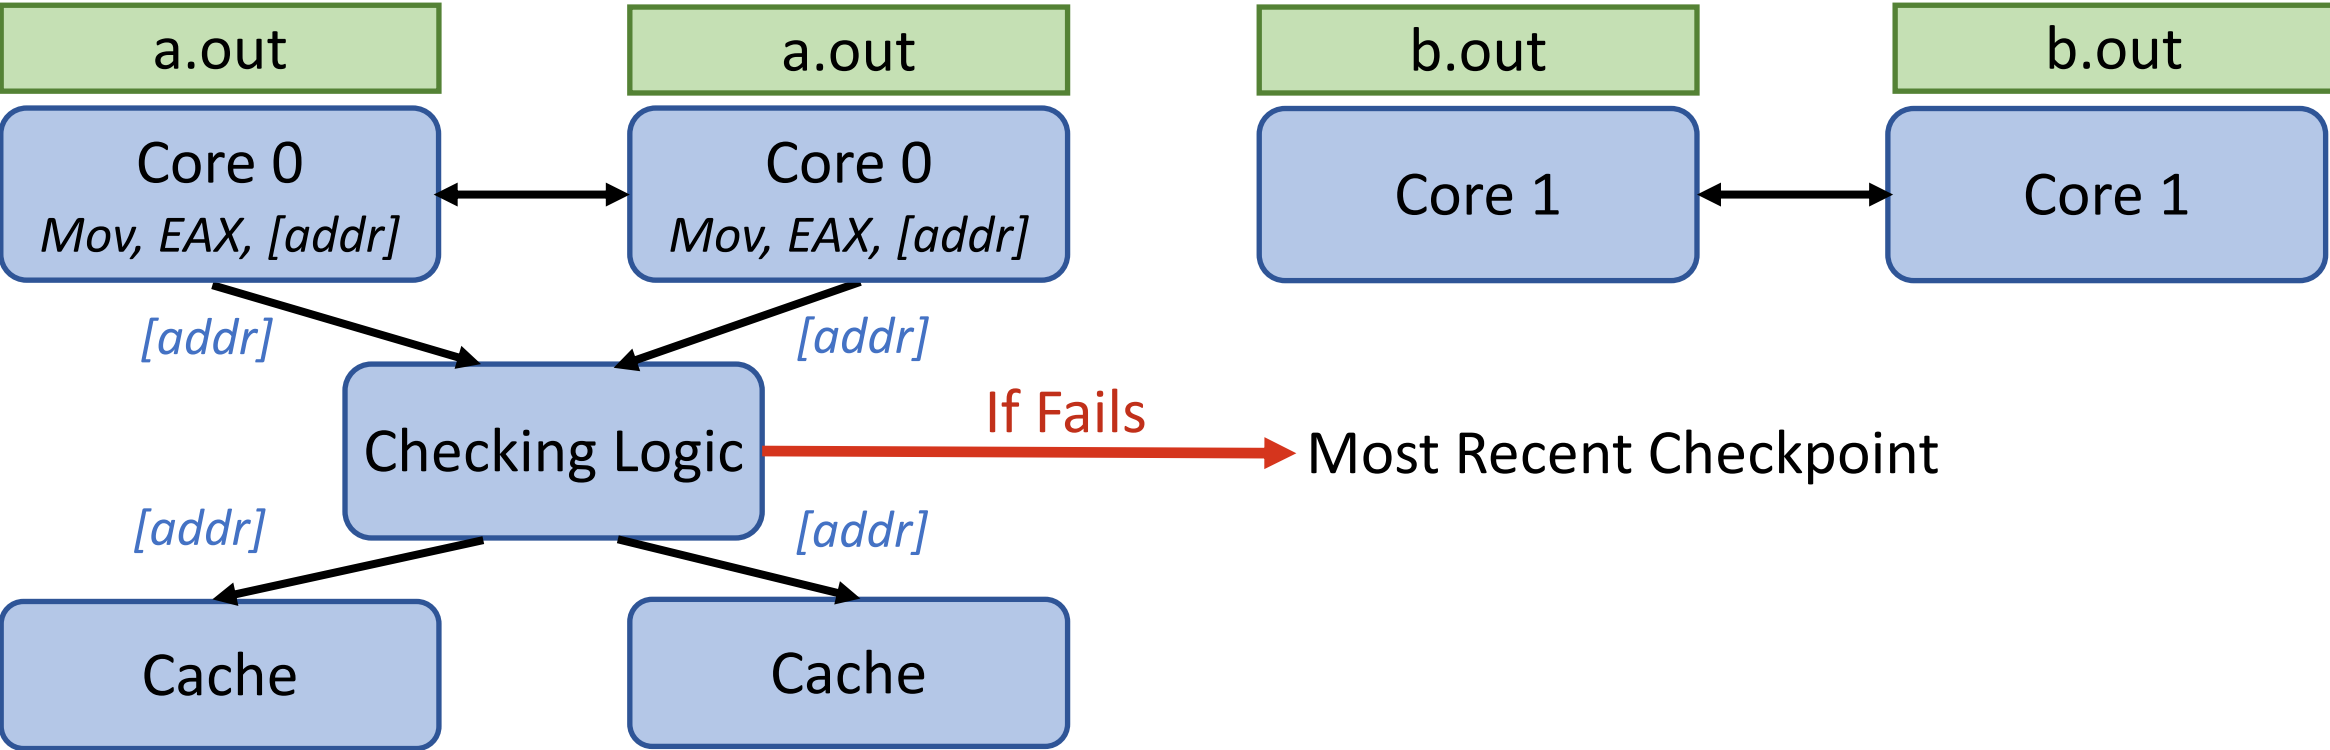 a.out
a.out
b.out
b.out
Core 0
Mov, EAX, [addr]
Core 0
Mov, EAX, [addr]
Core 1
Core 1
[addr]
[addr]
Checking Logic
If Fails
Most Recent Checkpoint
[addr]
[addr]
Cache
Cache